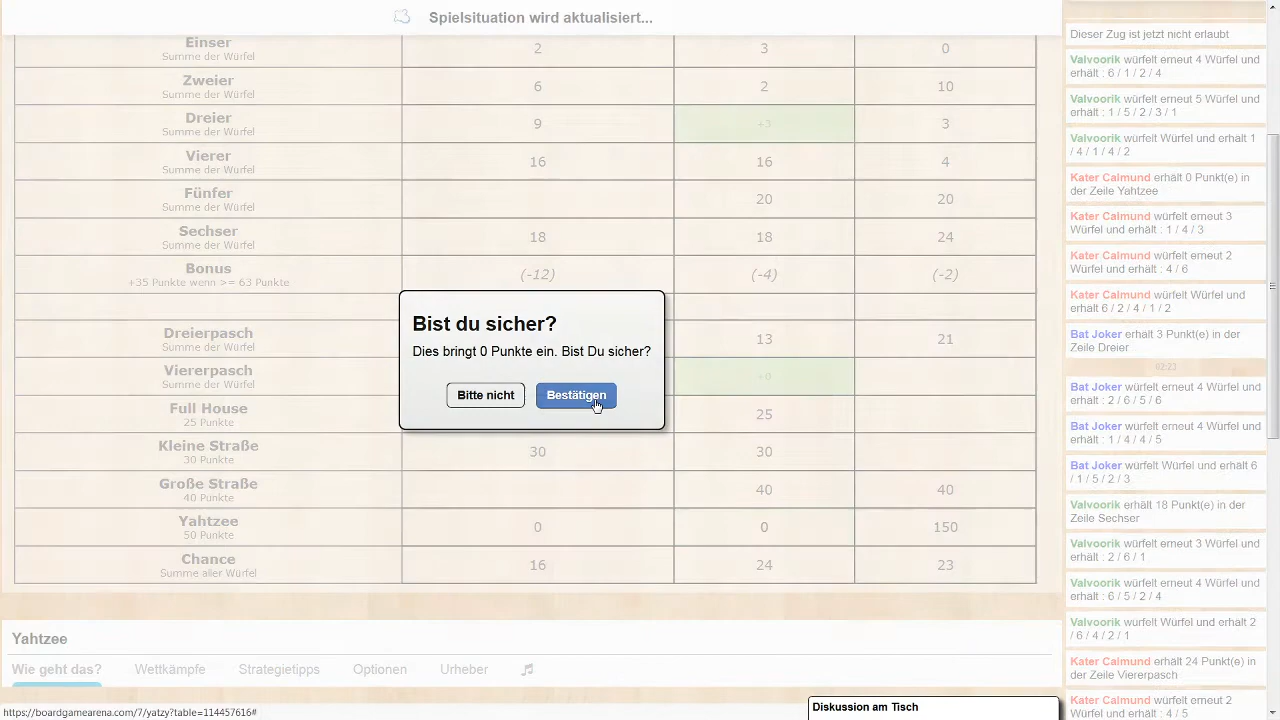 Spielsituation wird aktualisiert...
Einser 2 3 0
Summe der Würfel
Zweier 6 2 10
Summe der Würfel
Dreier 9 +3 3
Summe der Würfel
Vierer 16 16 4
Summe der Würfel
Fünfer 20 20
Summe der Würfel
Sechser 18 18 24
Summe der Würfel
Bonus (-12) (-4) (-2)
+35 Punkte wenn >= 63 Punkte
Bist du sicher?
Dies bringt 0 Punkte ein. Bist Du sicher?
Bitte nicht Bestätigen
Dreierpasch 13 21
Summe der Würfel
Viererpasch +0
Summe der Würfel
Full House 25
25 Punkte
Kleine Straße 30 30
30 Punkte
Große Straße 40 40
40 Punkte
Yahtzee 0 0 150
50 Punkte
Chance 16 24 23
Summe aller Würfel
Yahtzee
Wie geht das? Wettkämpfe Strategietipps Optionen Urheber
https://boardgamearena.com/7/yatzy?table=114457616#
Diskussion am Tisch
Dieser Zug ist jetzt nicht erlaubt
Valvoorik würfelt erneut 4 Würfel und
erhält : 6 / 1 / 2 / 4
Valvoorik würfelt erneut 5 Würfel und
erhält : 1 / 5 / 2 / 3 / 1
Valvoorik würfelt Würfel und erhält 1
/ 4 / 1 / 4 / 2
Kater Calmund erhält 0 Punkt(e) in
der Zeile Yahtzee
Kater Calmund würfelt erneut 3
Würfel und erhält : 1 / 4 / 3
Kater Calmund würfelt erneut 2
Würfel und erhält : 4 / 6
Kater Calmund würfelt Würfel und
erhält 6 / 2 / 4 / 1 / 2
Bat Joker erhält 3 Punkt(e) in der
Zeile Dreier
02:23
Bat Joker würfelt erneut 4 Würfel und
erhält : 2 / 6 / 5 / 6
Bat Joker würfelt erneut 4 Würfel und
erhält : 1 / 4 / 4 / 5
Bat Joker würfelt Würfel und erhält 6
/ 1 / 5 / 2 / 3
Valvoorik erhält 18 Punkt(e) in der
Zeile Sechser
Valvoorik würfelt erneut 3 Würfel und
erhält : 2 / 6 / 1
Valvoorik würfelt erneut 4 Würfel und
erhält : 6 / 5 / 2 / 4
Valvoorik würfelt Würfel und erhält 2
/ 6 / 4 / 2 / 1
Kater Calmund erhält 24 Punkt(e) in
der Zeile Viererpasch
Kater Calmund würfelt erneut 2
Würfel und erhält : 4 / 5